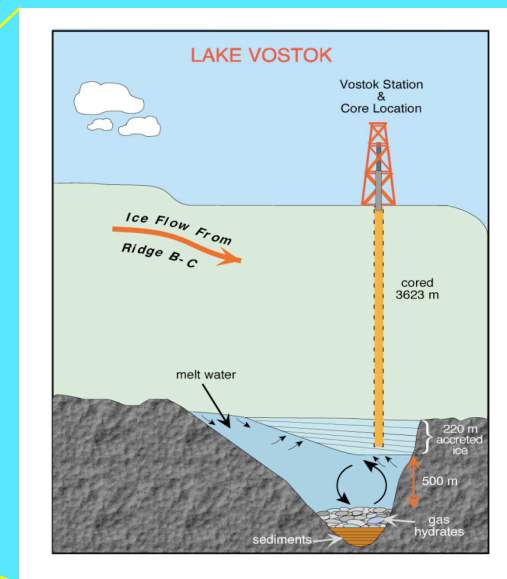 LAKE VOSTOK
Vostok Station
&
Core Location
Ice Flow From
Ridge B-C
cored
3623 m
melt water
220 m
accreted
ice
500 m
gas
hydrates
sediments